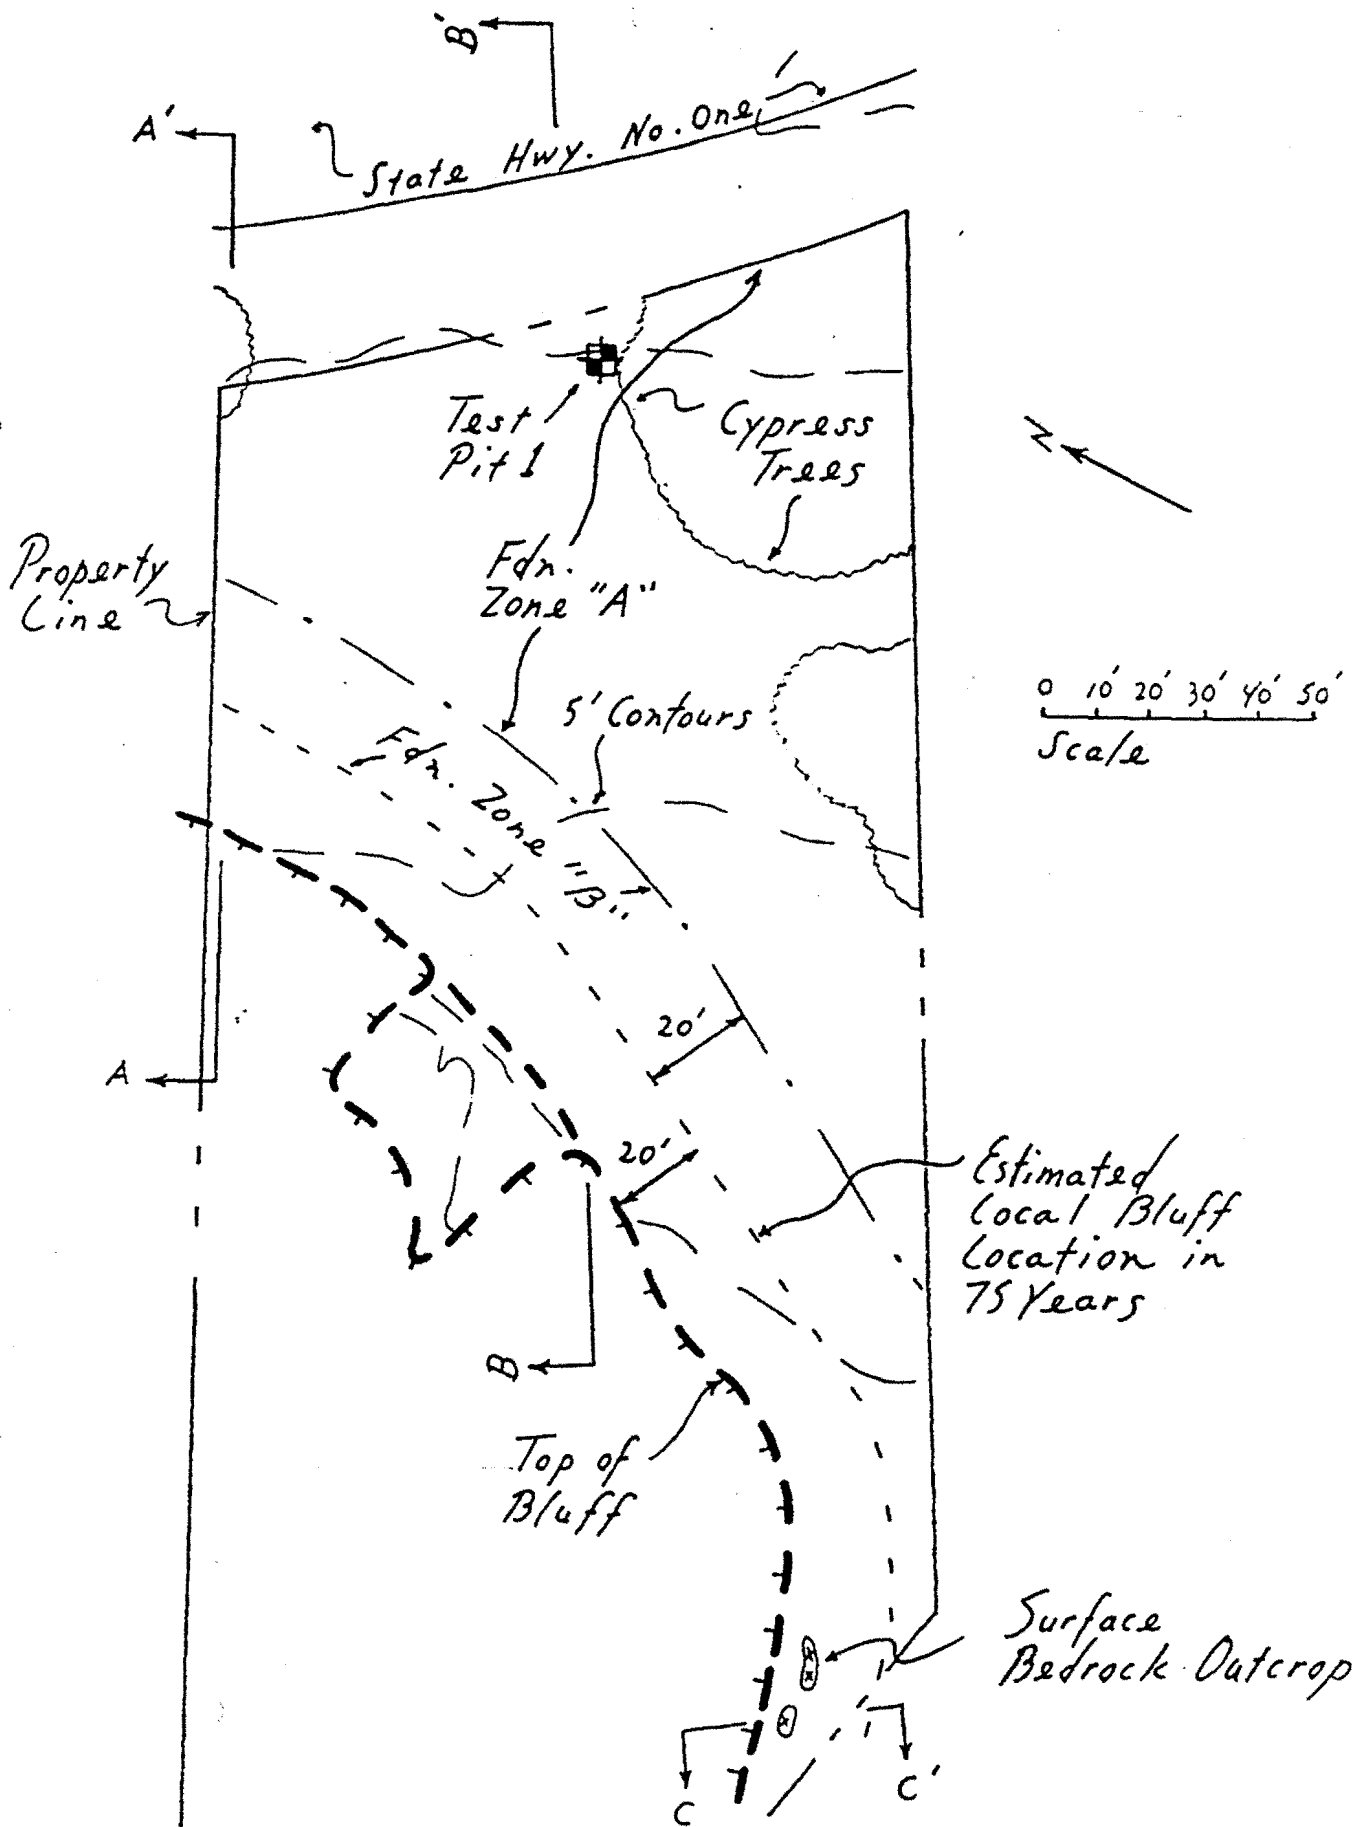 B'
A'
State Hwy. No. One
Test
Pit 1
Cypress
Trees
N
Property
Line
Fdn.
Zone "A"
5' Contours
0 10' 20' 30' 40' 50'
Scale
Fdn. Zone "B"
20'
A
20'
Estimated
Local Bluff
Location in
75 Years
B
Top of
Bluff
Surface
Bedrock Outcrop
C
C'